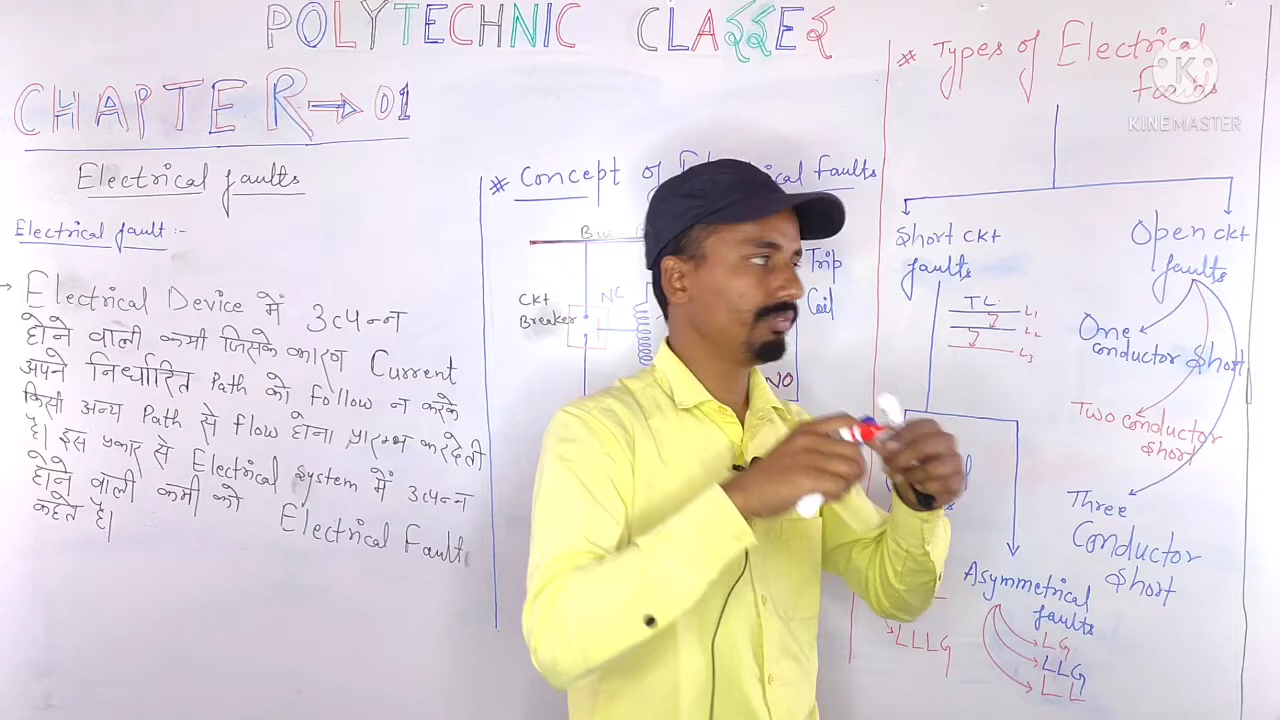 POLYTECHNIC CLASSES
CHAPTER → 01
Electrical faults
Electrical fault :-
→ Electrical Device में उत्पन्न
होने वाली कमी जिसके कारण Current
अपने निर्धारित Path को follow न करके
किसी अन्य Path से flow होना प्रारम्भ कर देती
है। इस प्रकार से Electrical system में उत्पन्न
होने वाली कमी को Electrical Fault
कहते है।
* Concept of Electrical faults
Bus
CKt
Breaker
NC
Trip
Coil
NO
* Types of Electrical
Faults
KINEMASTER
Short CKt
faults
Open ckt
faults
TL
L1
L2
L3
One
conductor Short
Two conductor
Short
Three
Conductor
Short
Asymmetrical
faults
LLLG
LG
LLG
LL